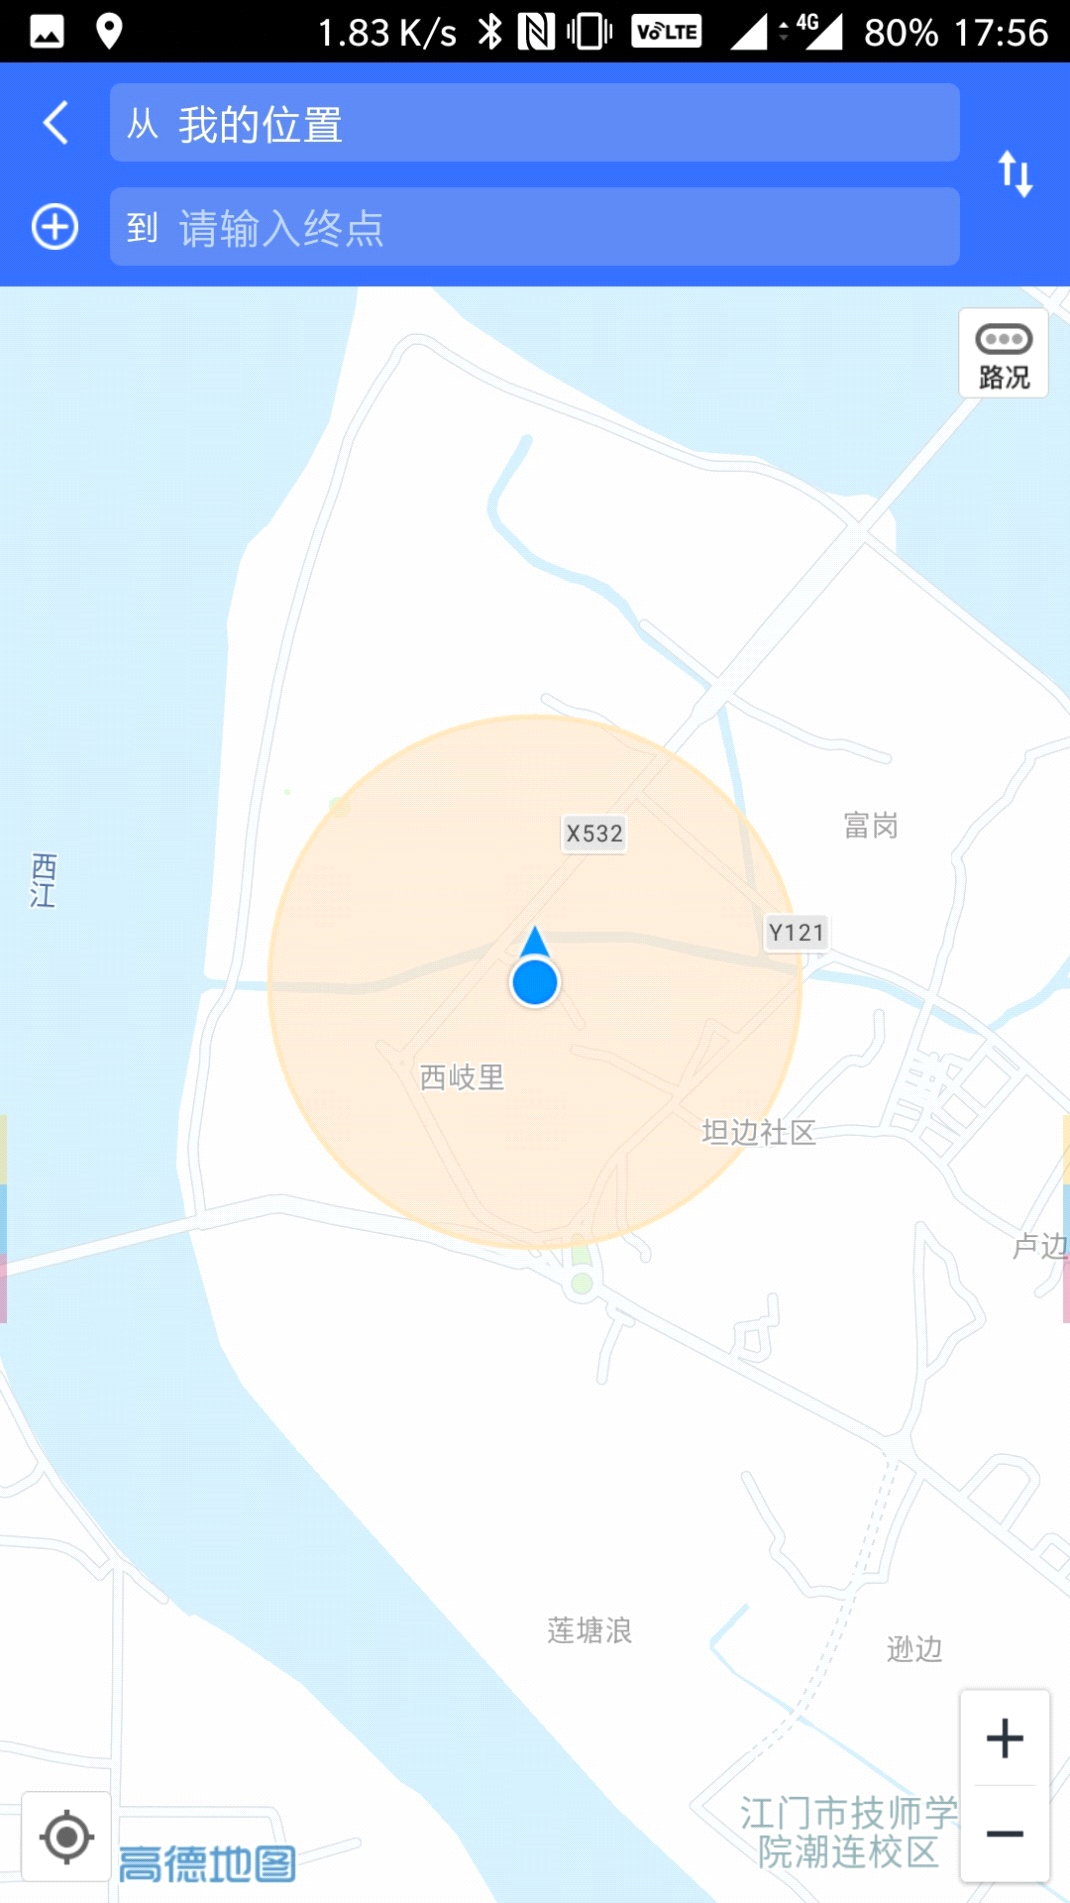 1.83 K/s VoLTE 4G 80% 17:56
从 我的位置
到 请输入终点
路况
X532
富岗
西江
Y121
西岐里
坦边社区
卢边
莲塘浪
逊边
江门市技师学
院潮连校区
高德地图